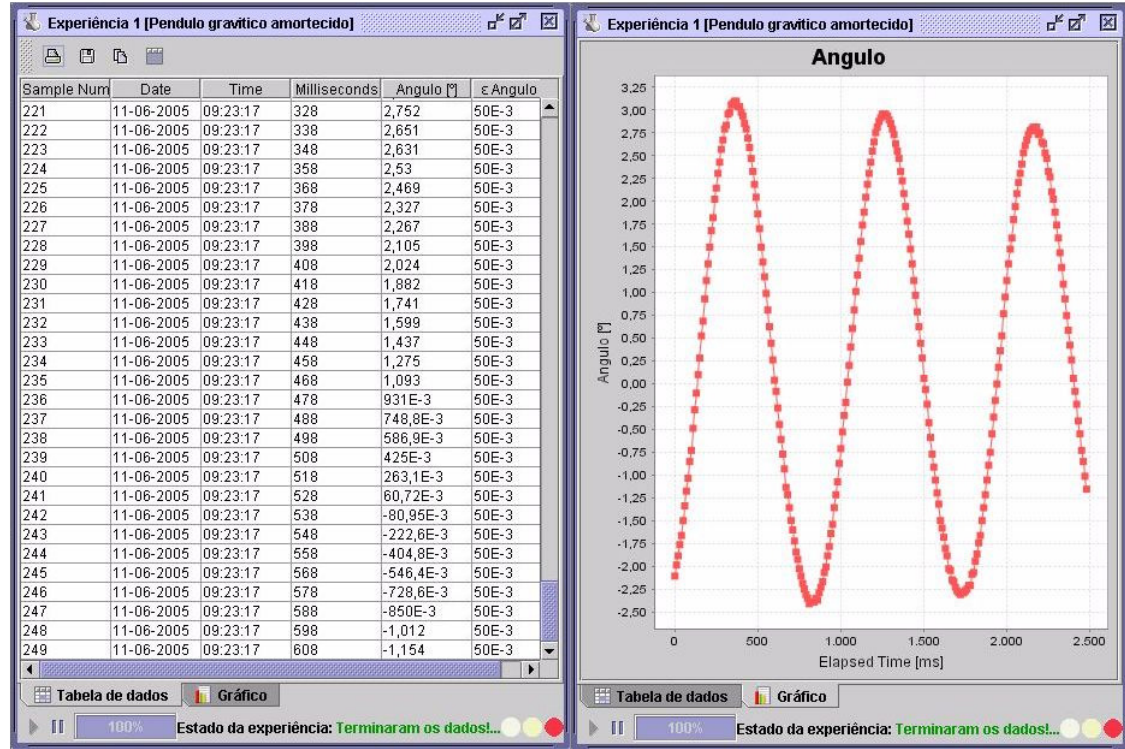 Experiência 1 [Pendulo gravitico amortecido]
Sample Num Date Time Milliseconds Angulo [º] ε Angulo
221 11-06-2005 09:23:17 328 2,752 50E-3
222 11-06-2005 09:23:17 338 2,651 50E-3
223 11-06-2005 09:23:17 348 2,631 50E-3
224 11-06-2005 09:23:17 358 2,53 50E-3
225 11-06-2005 09:23:17 368 2,469 50E-3
226 11-06-2005 09:23:17 378 2,327 50E-3
227 11-06-2005 09:23:17 388 2,267 50E-3
228 11-06-2005 09:23:17 398 2,105 50E-3
229 11-06-2005 09:23:17 408 2,024 50E-3
230 11-06-2005 09:23:17 418 1,882 50E-3
231 11-06-2005 09:23:17 428 1,741 50E-3
232 11-06-2005 09:23:17 438 1,599 50E-3
233 11-06-2005 09:23:17 448 1,437 50E-3
234 11-06-2005 09:23:17 458 1,275 50E-3
235 11-06-2005 09:23:17 468 1,093 50E-3
236 11-06-2005 09:23:17 478 931E-3 50E-3
237 11-06-2005 09:23:17 488 748,8E-3 50E-3
238 11-06-2005 09:23:17 498 586,9E-3 50E-3
239 11-06-2005 09:23:17 508 425E-3 50E-3
240 11-06-2005 09:23:17 518 263,1E-3 50E-3
241 11-06-2005 09:23:17 528 60,72E-3 50E-3
242 11-06-2005 09:23:17 538 -80,95E-3 50E-3
243 11-06-2005 09:23:17 548 -222,6E-3 50E-3
244 11-06-2005 09:23:17 558 -404,8E-3 50E-3
245 11-06-2005 09:23:17 568 -546,4E-3 50E-3
246 11-06-2005 09:23:17 578 -728,6E-3 50E-3
247 11-06-2005 09:23:17 588 -850E-3 50E-3
248 11-06-2005 09:23:17 598 -1,012 50E-3
249 11-06-2005 09:23:17 608 -1,154 50E-3
Tabela de dados Gráfico
100% Estado da experiência: Terminaram os dados!...
Experiência 1 [Pendulo gravitico amortecido]
Angulo
3,25
3,00
2,75
2,50
2,25
2,00
1,75
1,50
1,25
1,00
0,75
0,50
0,25
0,00
-0,25
-0,50
-0,75
-1,00
-1,25
-1,50
-1,75
-2,00
-2,25
-2,50
Angulo [º]
0 500 1.000 1.500 2.000 2.500
Elapsed Time [ms]
Tabela de dados Gráfico
100% Estado da experiência: Terminaram os dados!...